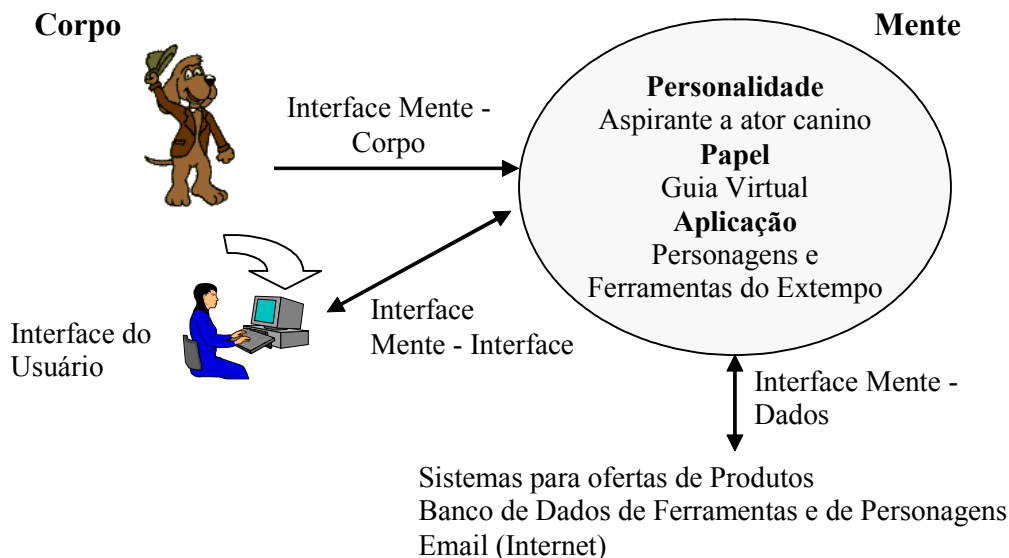 Corpo
Mente
Interface Mente -
Corpo
Personalidade
Aspirante a ator canino
Papel
Guia Virtual
Aplicação
Personagens e
Ferramentas do Extempo
Interface do
Usuário
Interface
Mente - Interface
Interface Mente -
Dados
Sistemas para ofertas de Produtos
Banco de Dados de Ferramentas e de Personagens
Email (Internet)